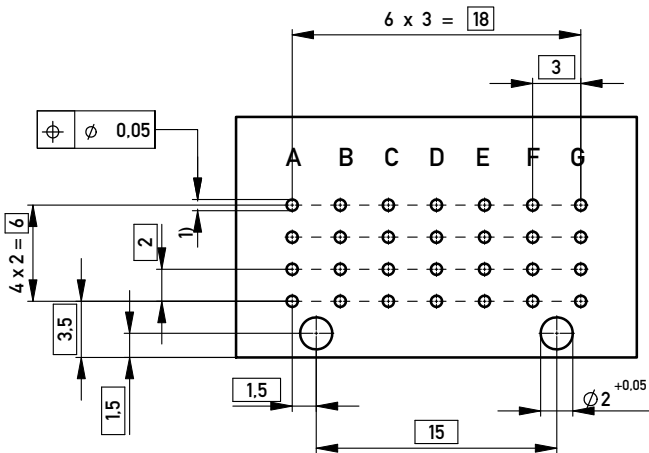 6 x 3 = 18
3
⌖ ⌀ 0,05
A B C D E F G
1)
4 x 2 = 6
2
3,5
1,5
1,5
⌀2 +0,05
15